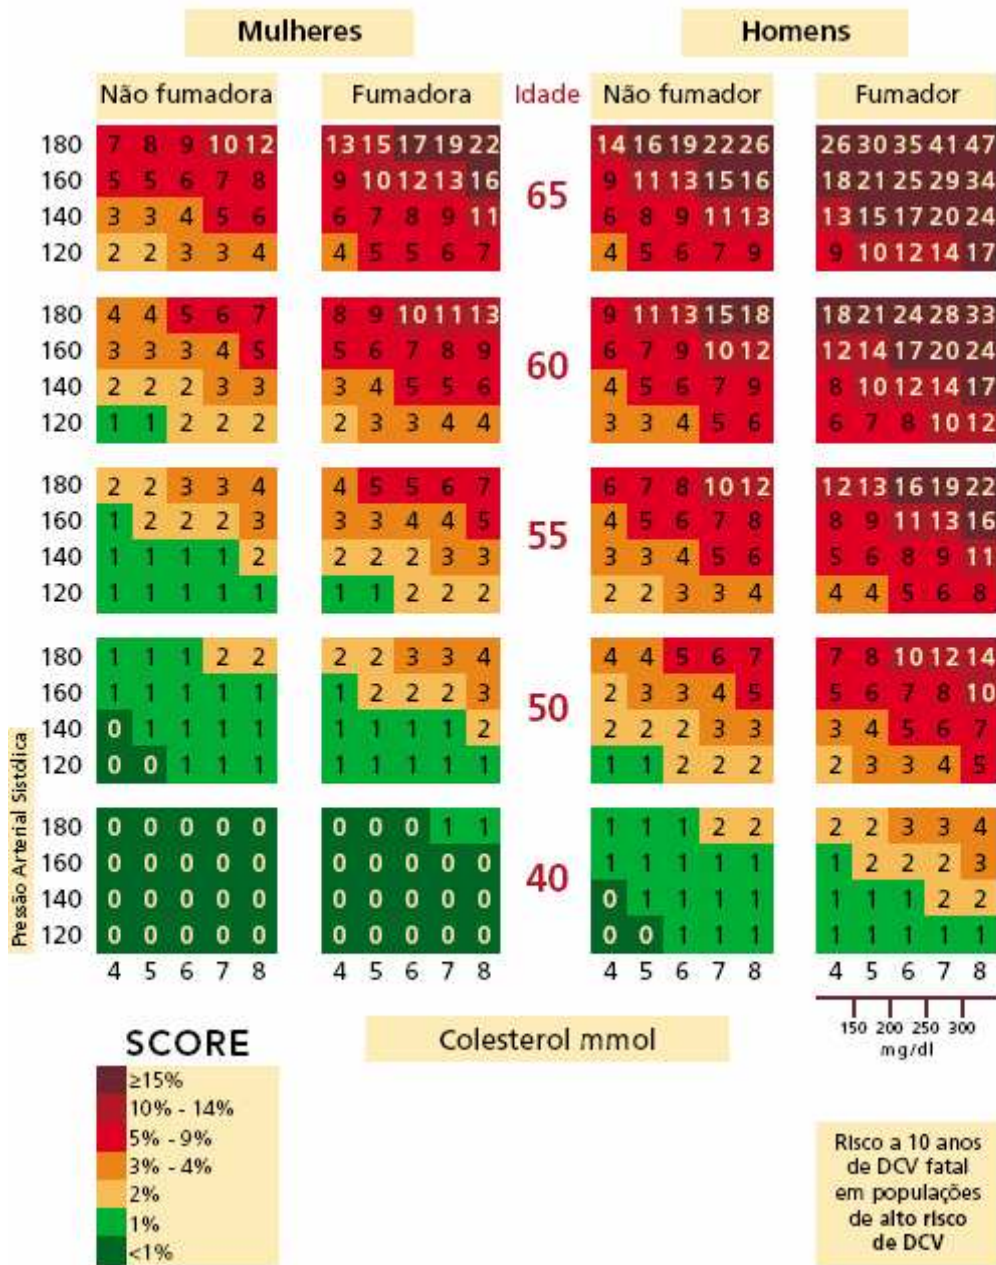 Mulheres Homens
Não fumadora Fumadora Idade Não fumador Fumador
180 7 8 9 10 12 13 15 17 19 22 14 16 19 22 26 26 30 35 41 47
160 5 5 6 7 8 9 10 12 13 16 9 11 13 15 16 18 21 25 29 34
65
140 3 3 4 5 6 6 7 8 9 11 6 8 9 11 13 13 15 17 20 24
120 2 2 3 3 4 4 5 5 6 7 4 5 6 7 9 9 10 12 14 17
180 4 4 5 6 7 8 9 10 11 13 9 11 13 15 18 18 21 24 28 33
160 3 3 3 4 5 5 6 7 8 9 6 7 9 10 12 12 14 17 20 24
60
140 2 2 2 3 3 3 4 5 5 6 4 5 6 7 9 8 10 12 14 17
120 1 1 2 2 2 2 3 3 4 4 3 3 4 5 6 6 7 8 10 12
180 2 2 3 3 4 4 5 5 6 7 6 7 8 10 12 12 13 16 19 22
160 1 2 2 2 3 3 3 4 4 5 4 5 6 7 8 8 9 11 13 16
55
140 1 1 1 1 2 2 2 2 3 3 3 3 4 5 6 5 6 8 9 11
120 1 1 1 1 1 1 1 2 2 2 2 2 3 3 4 4 4 5 6 8
180 1 1 1 2 2 2 2 3 3 4 4 4 5 6 7 7 8 10 12 14
160 1 1 1 1 1 1 2 2 2 3 2 3 3 4 5 5 6 7 8 10
50
140 0 1 1 1 1 1 1 1 1 2 2 2 2 3 3 3 4 5 6 7
120 0 0 1 1 1 1 1 1 1 1 1 1 2 2 2 2 3 3 4 5
180 0 0 0 0 0 0 0 0 1 1 1 1 1 2 2 2 2 3 3 4
160 0 0 0 0 0 0 0 0 0 0 1 1 1 1 1 1 2 2 2 3
40
140 0 0 0 0 0 0 0 0 0 0 0 1 1 1 1 1 1 1 2 2
120 0 0 0 0 0 0 0 0 0 0 0 0 1 1 1 1 1 1 1 1
4 5 6 7 8 4 5 6 7 8 4 5 6 7 8 4 5 6 7 8
Pressão Arterial Sistólica
150 200 250 300
mg/dl
Colesterol mmol
SCORE
≥15%
10% - 14%
5% - 9%
3% - 4%
2%
1%
<1%
Risco a 10 anos
de DCV fatal
em populações
de alto risco
de DCV